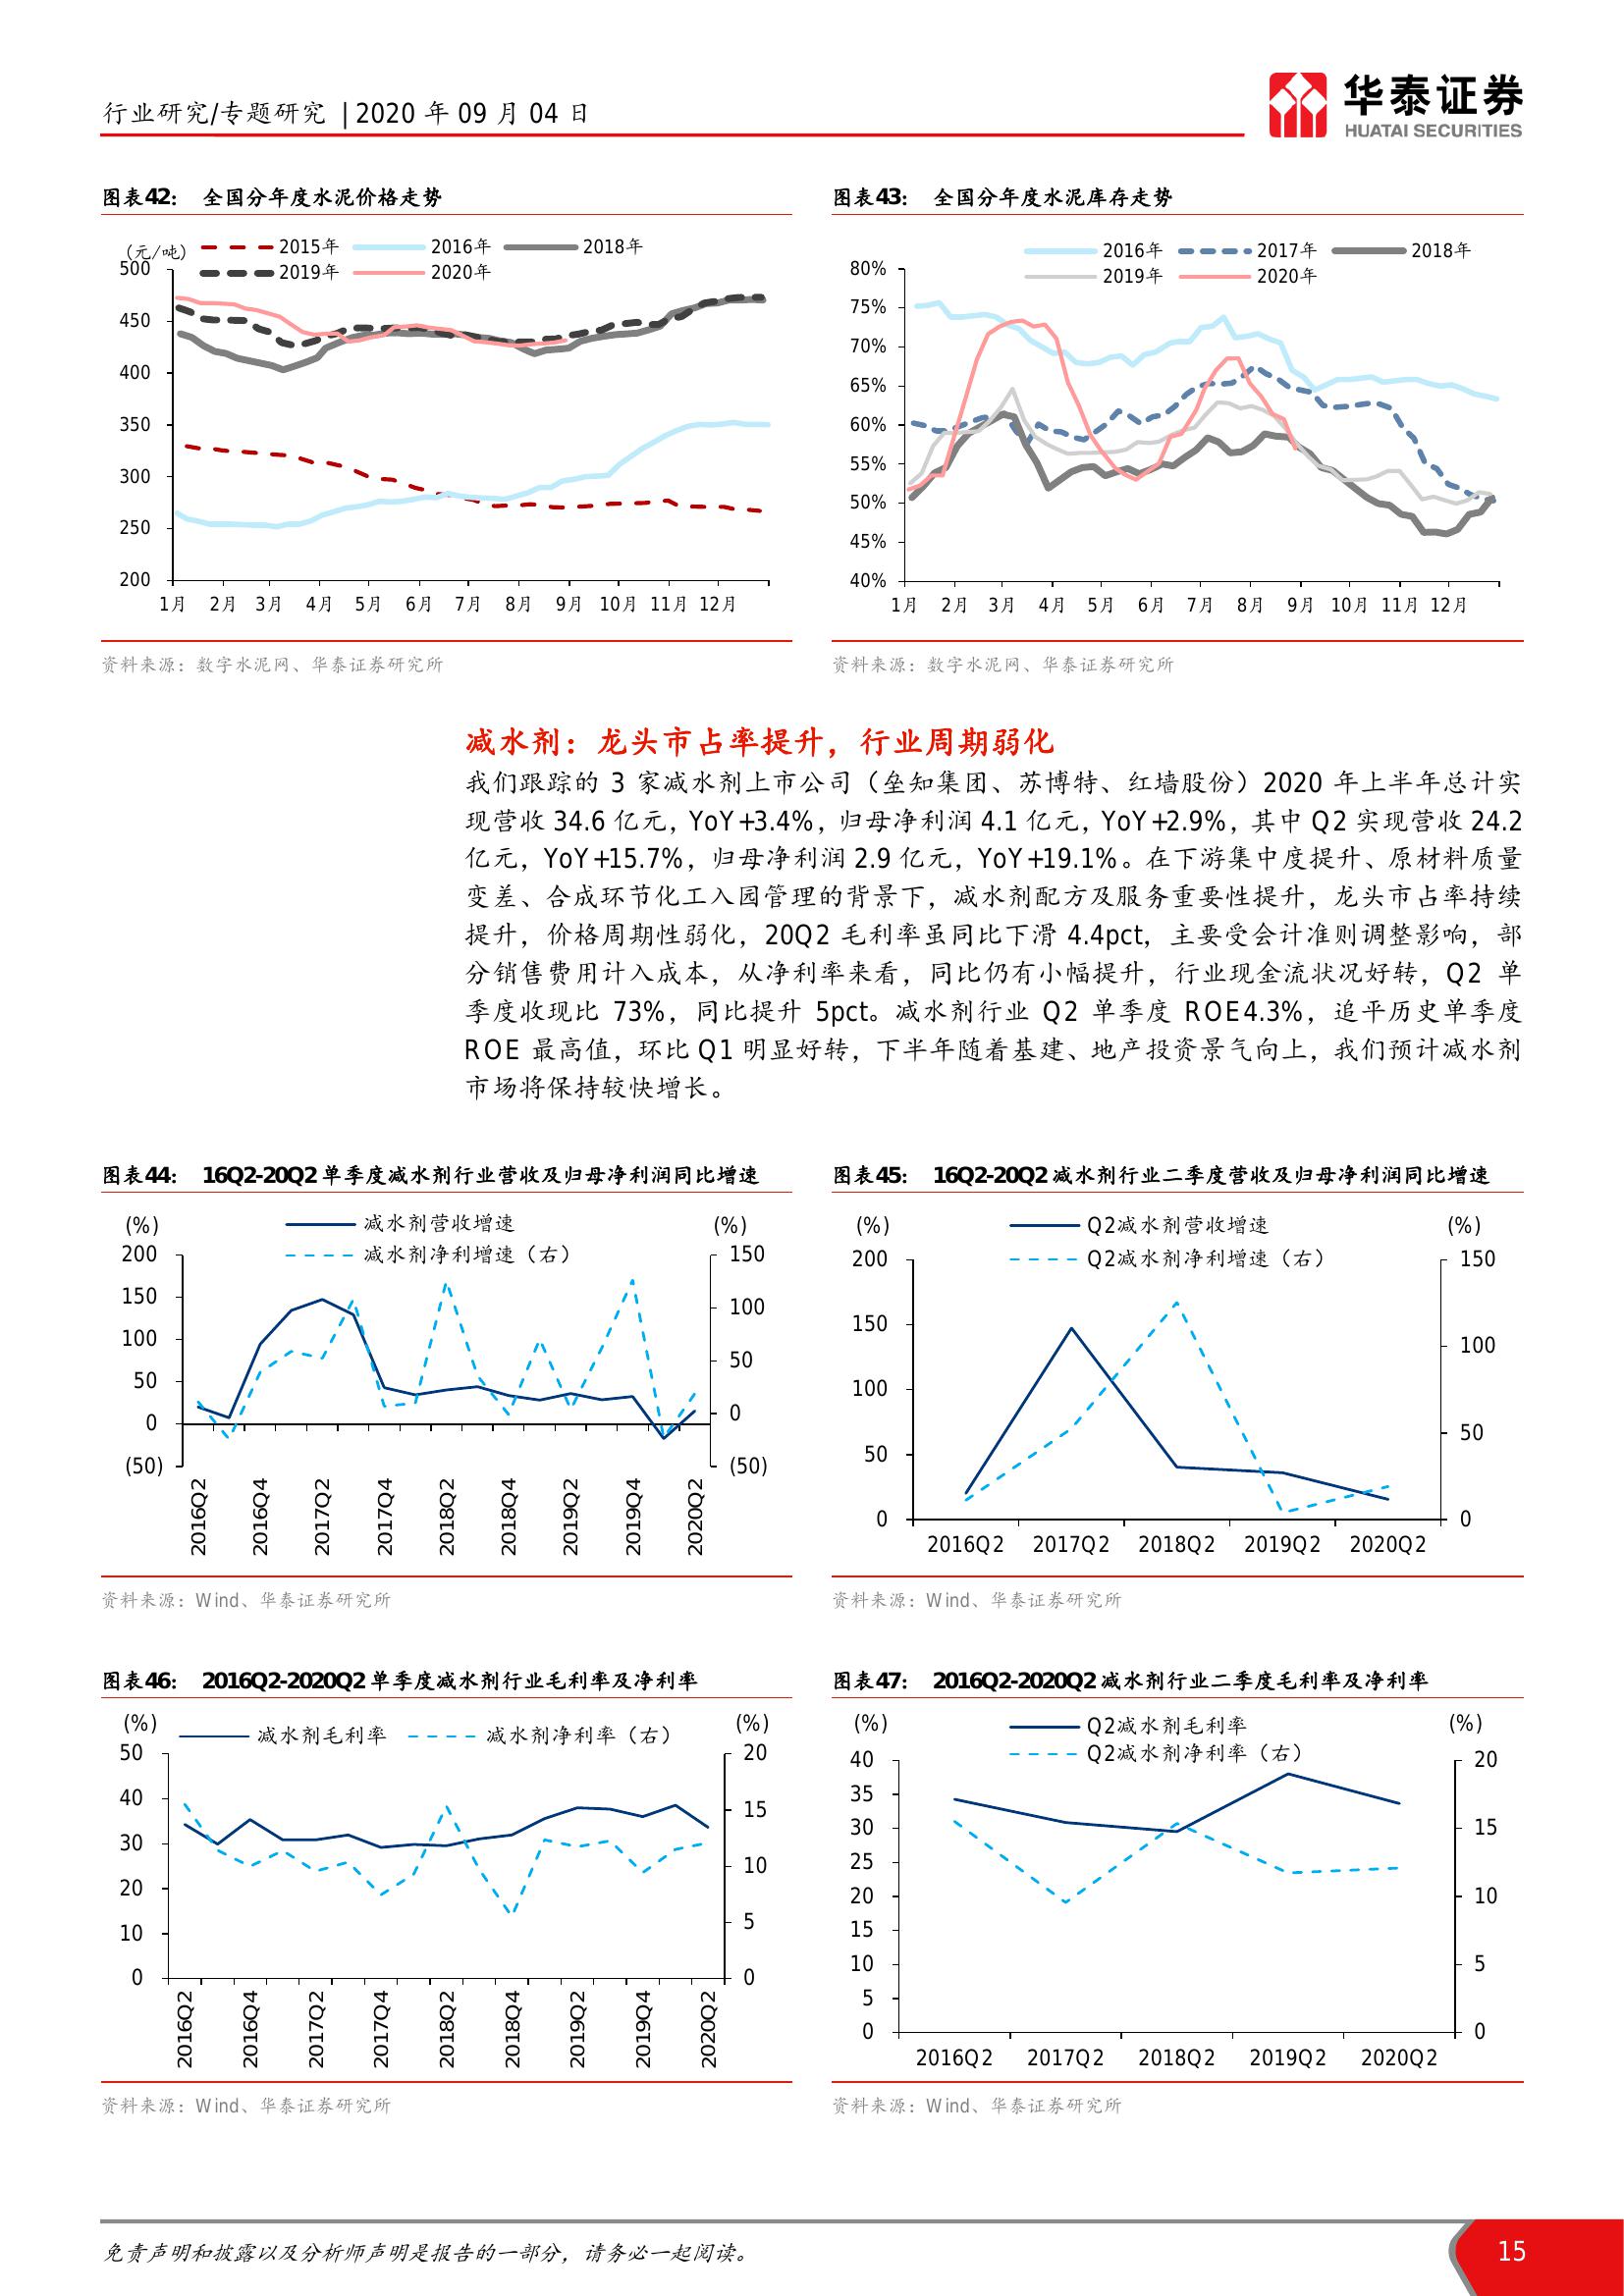 行业研究/专题研究 | 2020 年 09 月 04 日
华泰证券
HUATAI SECURITIES
图表42： 全国分年度水泥价格走势
(元/吨)
2015年 2016年 2018年
2019年 2020年
500
450
400
350
300
250
200
1月 2月 3月 4月 5月 6月 7月 8月 9月 10月 11月 12月
资料来源：数字水泥网、华泰证券研究所
图表43： 全国分年度水泥库存走势
2016年 2017年 2018年
2019年 2020年
80%
75%
70%
65%
60%
55%
50%
45%
40%
1月 2月 3月 4月 5月 6月 7月 8月 9月 10月 11月 12月
资料来源：数字水泥网、华泰证券研究所
减水剂：龙头市占率提升，行业周期弱化
我们跟踪的 3 家减水剂上市公司（垒知集团、苏博特、红墙股份）2020 年上半年总计实
现营收 34.6 亿元，YoY+3.4%，归母净利润 4.1 亿元，YoY+2.9%，其中 Q2 实现营收 24.2
亿元，YoY+15.7%，归母净利润 2.9 亿元，YoY+19.1%。在下游集中度提升、原材料质量
变差、合成环节化工入园管理的背景下，减水剂配方及服务重要性提升，龙头市占率持续
提升，价格周期性弱化，20Q2 毛利率虽同比下滑 4.4pct，主要受会计准则调整影响，部
分销售费用计入成本，从净利率来看，同比仍有小幅提升，行业现金流状况好转，Q2 单
季度收现比 73%，同比提升 5pct。减水剂行业 Q2 单季度 ROE4.3%，追平历史单季度
ROE 最高值，环比 Q1 明显好转，下半年随着基建、地产投资景气向上，我们预计减水剂
市场将保持较快增长。
图表44： 16Q2-20Q2 单季度减水剂行业营收及归母净利润同比增速
(%) 减水剂营收增速 (%)
减水剂净利增速（右）
200
150
100
50
0
(50)
150
100
50
0
(50)
2016Q2 2016Q4 2017Q2 2017Q4 2018Q2 2018Q4 2019Q2 2019Q4 2020Q2
资料来源：Wind、华泰证券研究所
图表45： 16Q2-20Q2 减水剂行业二季度营收及归母净利润同比增速
(%) Q2减水剂营收增速 (%)
Q2减水剂净利增速（右）
200
150
100
50
0
150
100
50
0
2016Q2 2017Q2 2018Q2 2019Q2 2020Q2
资料来源：Wind、华泰证券研究所
图表46： 2016Q2-2020Q2 单季度减水剂行业毛利率及净利率
(%) 减水剂毛利率 减水剂净利率（右） (%)
50
40
30
20
10
0
20
15
10
5
0
2016Q2 2016Q4 2017Q2 2017Q4 2018Q2 2018Q4 2019Q2 2019Q4 2020Q2
资料来源：Wind、华泰证券研究所
图表47： 2016Q2-2020Q2 减水剂行业二季度毛利率及净利率
(%) Q2减水剂毛利率 (%)
Q2减水剂净利率（右）
40
35
30
25
20
15
10
5
0
20
15
10
5
0
2016Q2 2017Q2 2018Q2 2019Q2 2020Q2
资料来源：Wind、华泰证券研究所
免责声明和披露以及分析师声明是报告的一部分，请务必一起阅读。
15